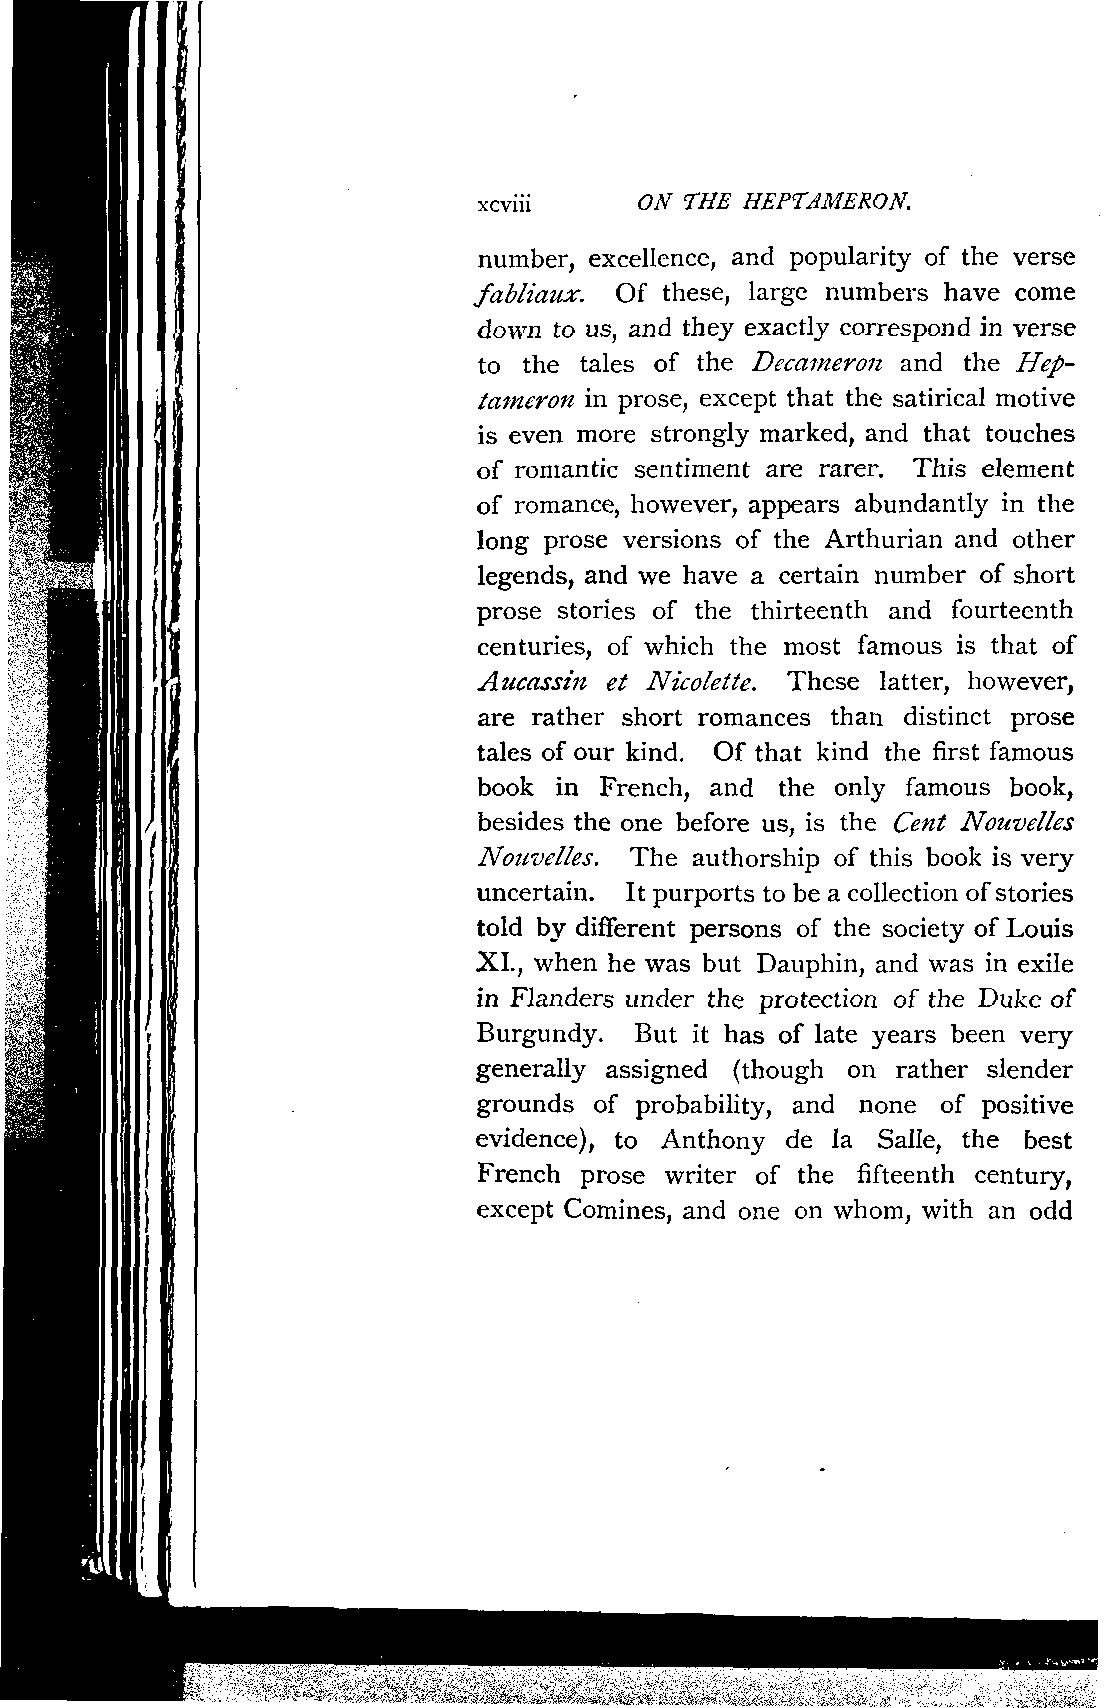 xcviii ON THE HEPTAMERON.
number, excellence, and popularity of the verse
fabliaux. Of these, large numbers have come
down to us, and they exactly correspond in verse
to the tales of the Decameron and the Hep-
tameron in prose, except that the satirical motive
is even more strongly marked, and that touches
of romantic sentiment are rarer. This element
of romance, however, appears abundantly in the
long prose versions of the Arthurian and other
legends, and we have a certain number of short
prose stories of the thirteenth and fourteenth
centuries, of which the most famous is that of
Aucassin et Nicolette. These latter, however,
are rather short romances than distinct prose
tales of our kind. Of that kind the first famous
book in French, and the only famous book,
besides the one before us, is the Cent Nouvelles
Nouvelles. The authorship of this book is very
uncertain. It purports to be a collection of stories
told by different persons of the society of Louis
XI., when he was but Dauphin, and was in exile
in Flanders under the protection of the Duke of
Burgundy. But it has of late years been very
generally assigned (though on rather slender
grounds of probability, and none of positive
evidence), to Anthony de la Salle, the best
French prose writer of the fifteenth century,
except Comines, and one on whom, with an odd